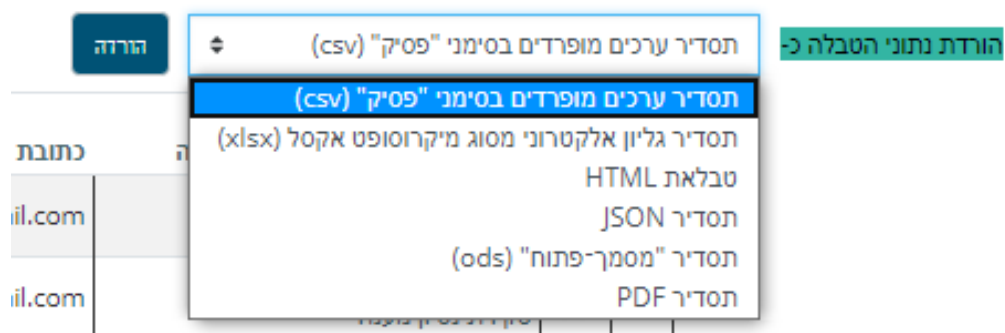 הורדת נתוני הטבלה כ-
תסדיר ערכים מופרדים בסימני "פסיק" (csv)
הורדה
תסדיר ערכים מופרדים בסימני "פסיק" (csv)
תסדיר גליון אלקטרוני מסוג מיקרוסופט אקסל (xlsx)
טבלאת HTML
תסדיר JSON
תסדיר "מסמך-פתוח" (ods)
תסדיר PDF
כתובת
il.com
il.com